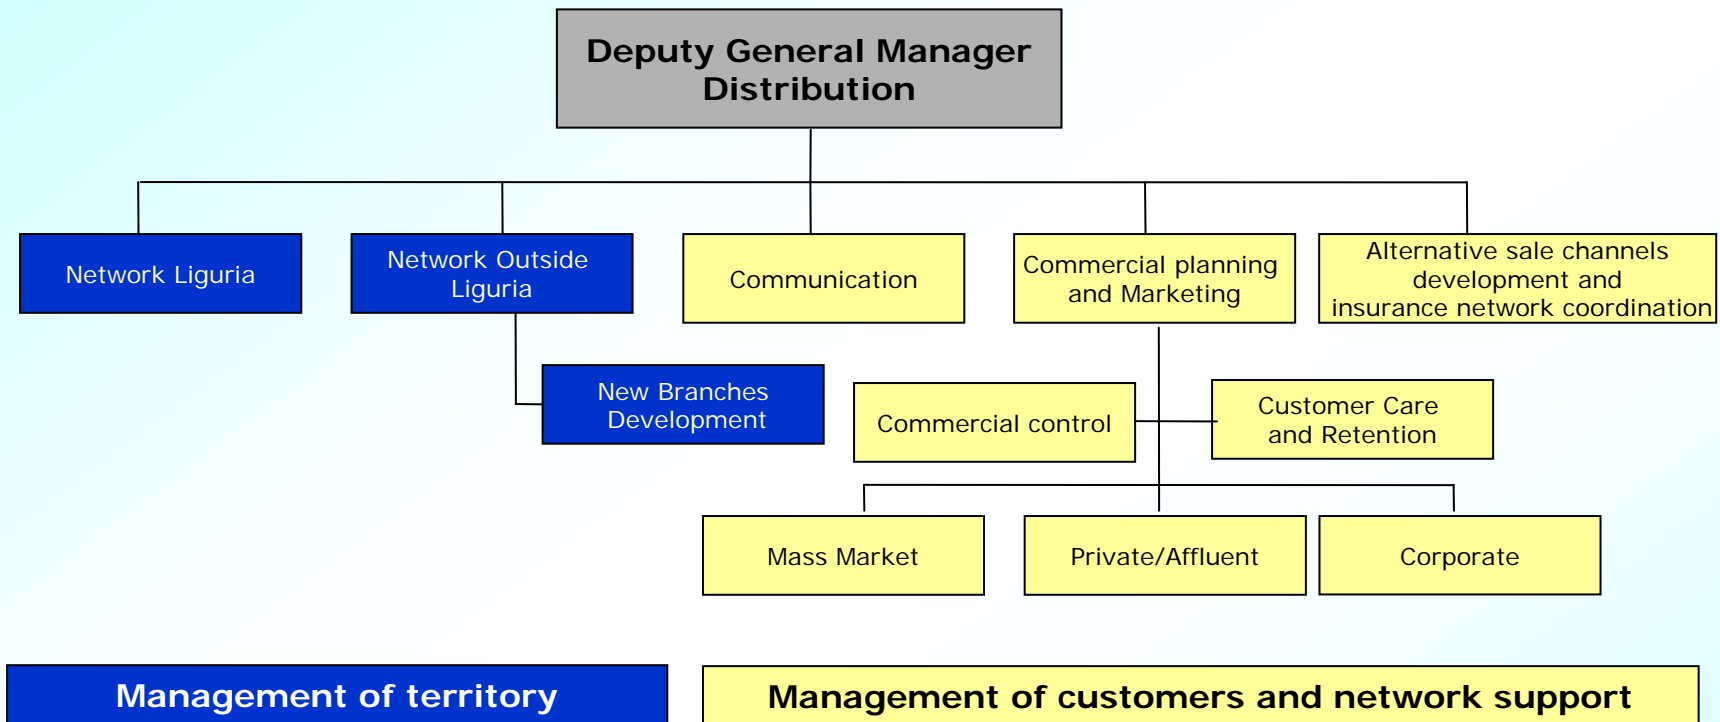 Deputy General Manager
Distribution
Network Liguria
Network Outside
Liguria
Communication
Commercial planning
and Marketing
Alternative sale channels
development and
insurance network coordination
New Branches
Development
Commercial control
Customer Care
and Retention
Mass Market
Private/Affluent
Corporate
Management of territory
Management of customers and network support